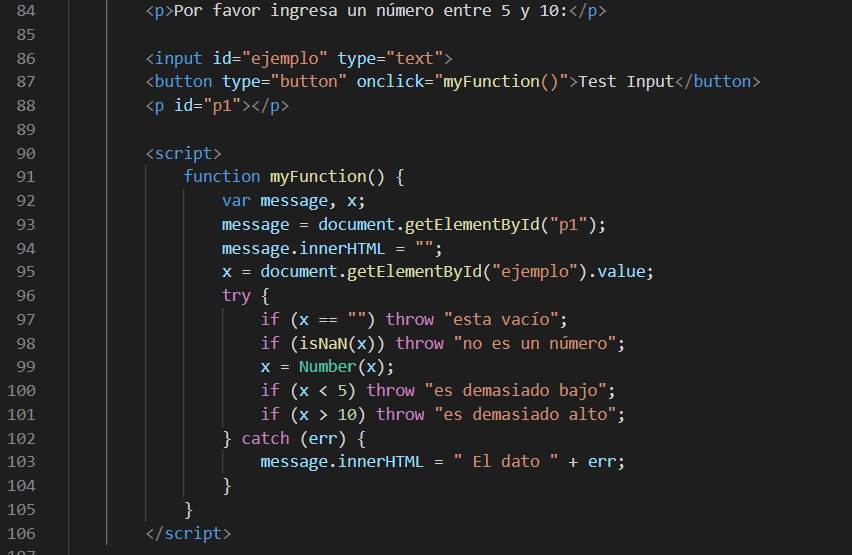 84 <p>Por favor ingresa un número entre 5 y 10:</p>
85
86 <input id="ejemplo" type="text">
87 <button type="button" onclick="myFunction()">Test Input</button>
88 <p id="p1"></p>
89
90 <script>
91 function myFunction() {
92 var message, x;
93 message = document.getElementById("p1");
94 message.innerHTML = "";
95 x = document.getElementById("ejemplo").value;
96 try {
97 if (x == "") throw "esta vacío";
98 if (isNaN(x)) throw "no es un número";
99 x = Number(x);
100 if (x < 5) throw "es demasiado bajo";
101 if (x > 10) throw "es demasiado alto";
102 } catch (err) {
103 message.innerHTML = " El dato " + err;
104 }
105 }
106 </script>
107